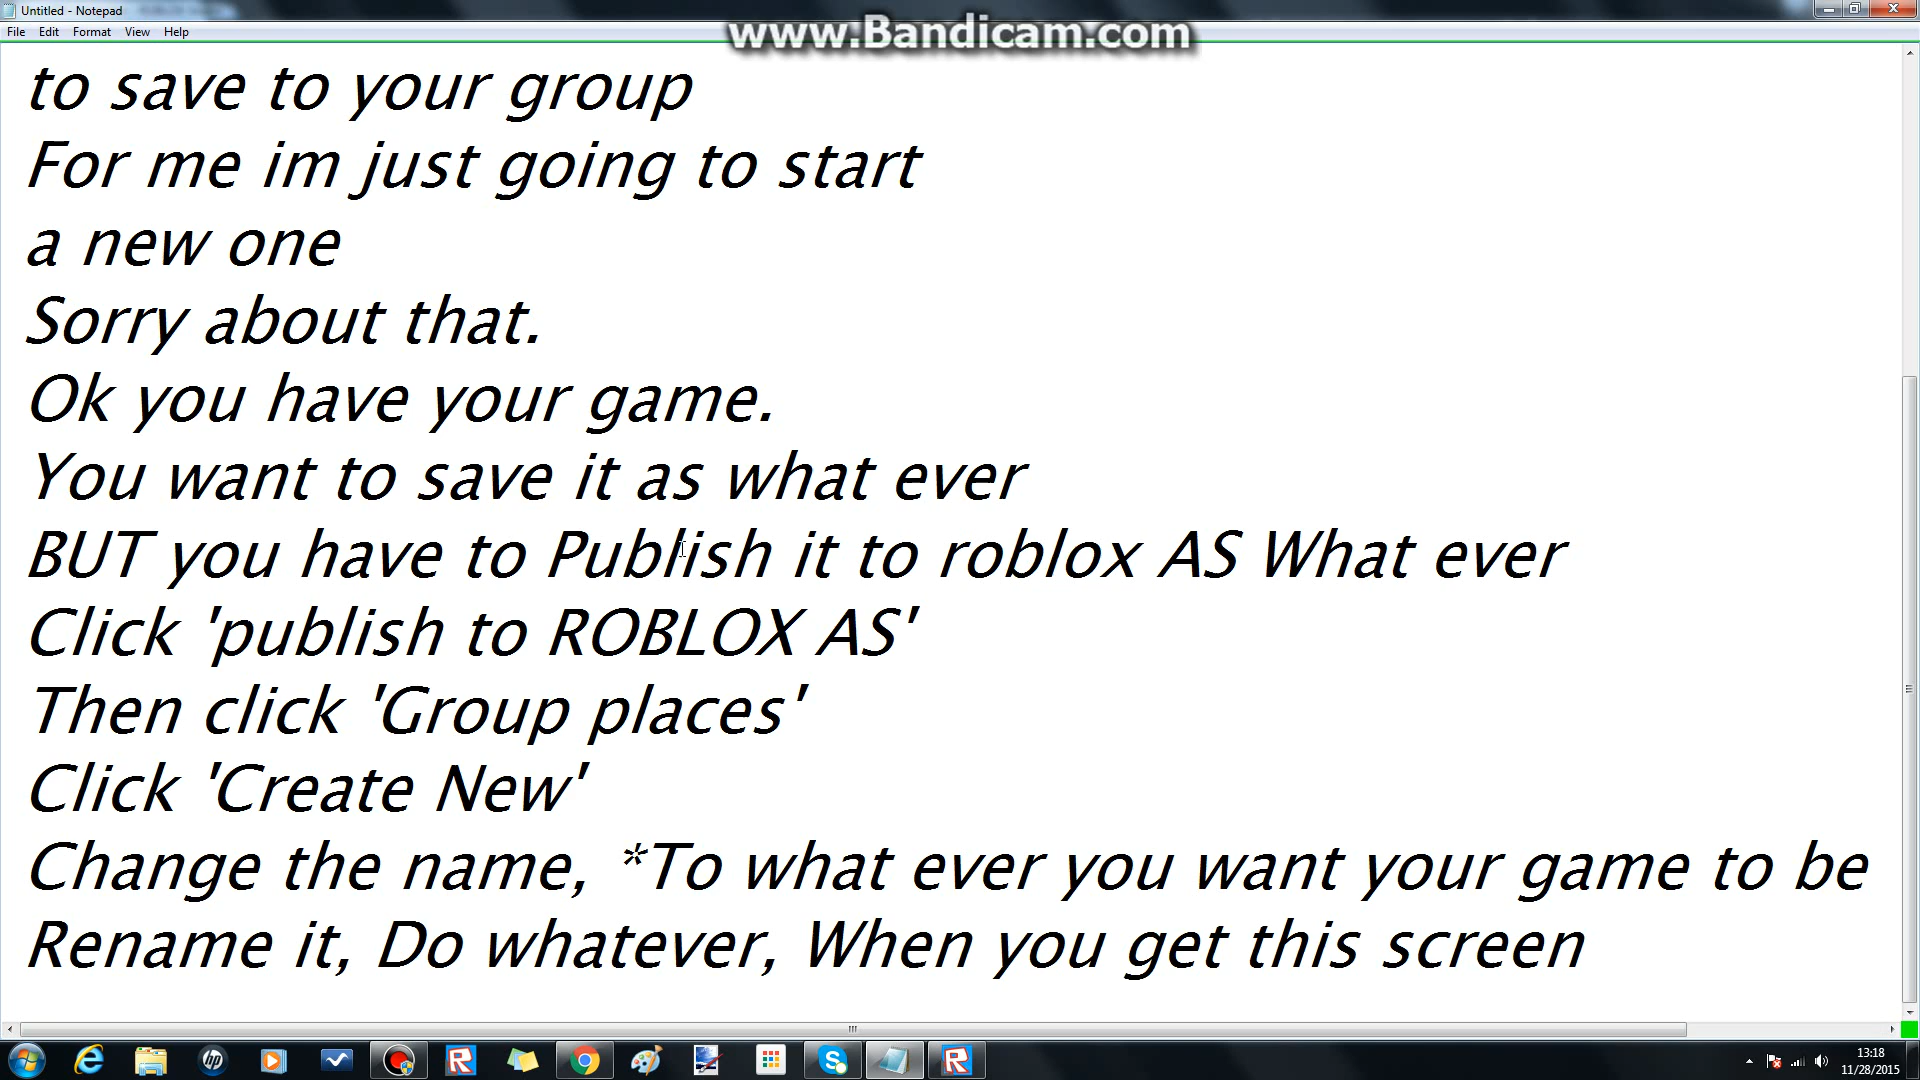 Untitled - Notepad
www.Bandicam.com
File Edit Format View Help
to save to your group
For me im just going to start
a new one
Sorry about that.
Ok you have your game.
You want to save it as what ever
BUT you have to Publish it to roblox AS What ever
Click 'publish to ROBLOX AS'
Then click 'Group places'
Click 'Create New'
Change the name, *To what ever you want your game to be
Rename it, Do whatever, When you get this screen
13:18
11/28/2015